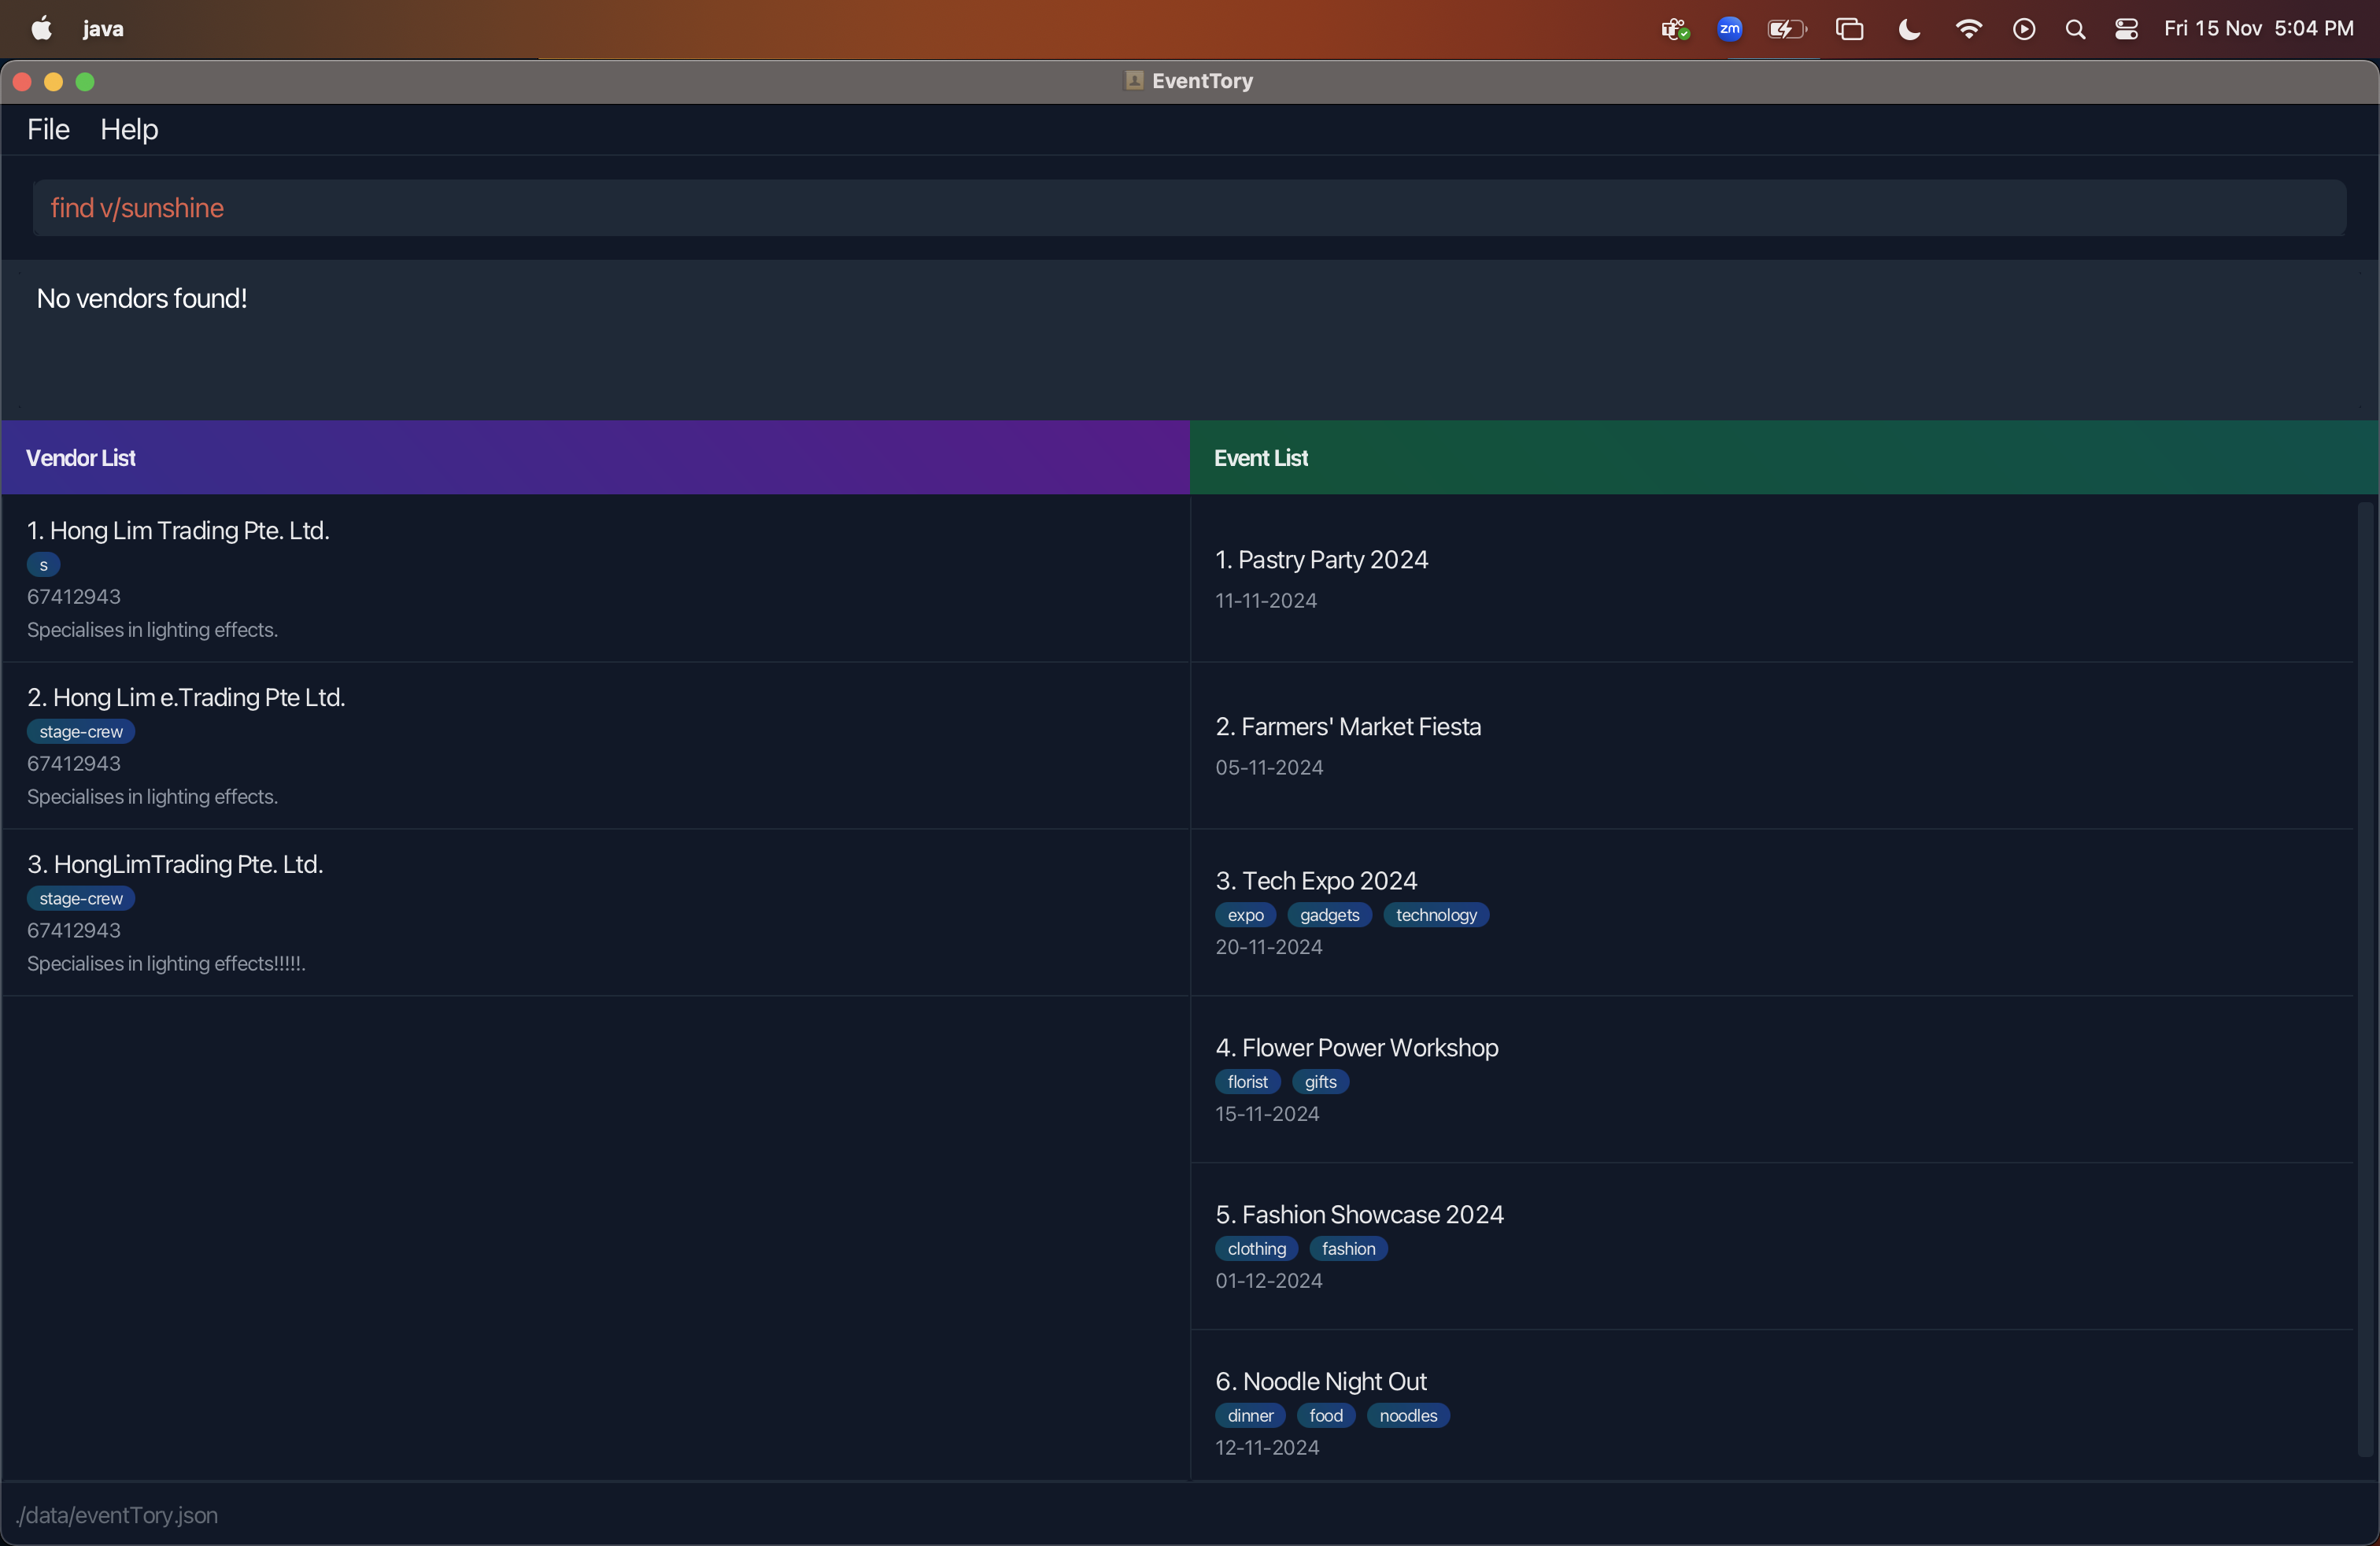 java
zm
Fri 15 Nov 5:04 PM
EventTory
File Help
find v/sunshine
No vendors found!
Vendor List
1. Hong Lim Trading Pte. Ltd.
s
67412943
Specialises in lighting effects.
2. Hong Lim e.Trading Pte Ltd.
stage-crew
67412943
Specialises in lighting effects.
3. HongLimTrading Pte. Ltd.
stage-crew
67412943
Specialises in lighting effects!!!!!.
Event List
1. Pastry Party 2024
11-11-2024
2. Farmers' Market Fiesta
05-11-2024
3. Tech Expo 2024
expo gadgets technology
20-11-2024
4. Flower Power Workshop
florist gifts
15-11-2024
5. Fashion Showcase 2024
clothing fashion
01-12-2024
6. Noodle Night Out
dinner food noodles
12-11-2024
./data/eventTory.json